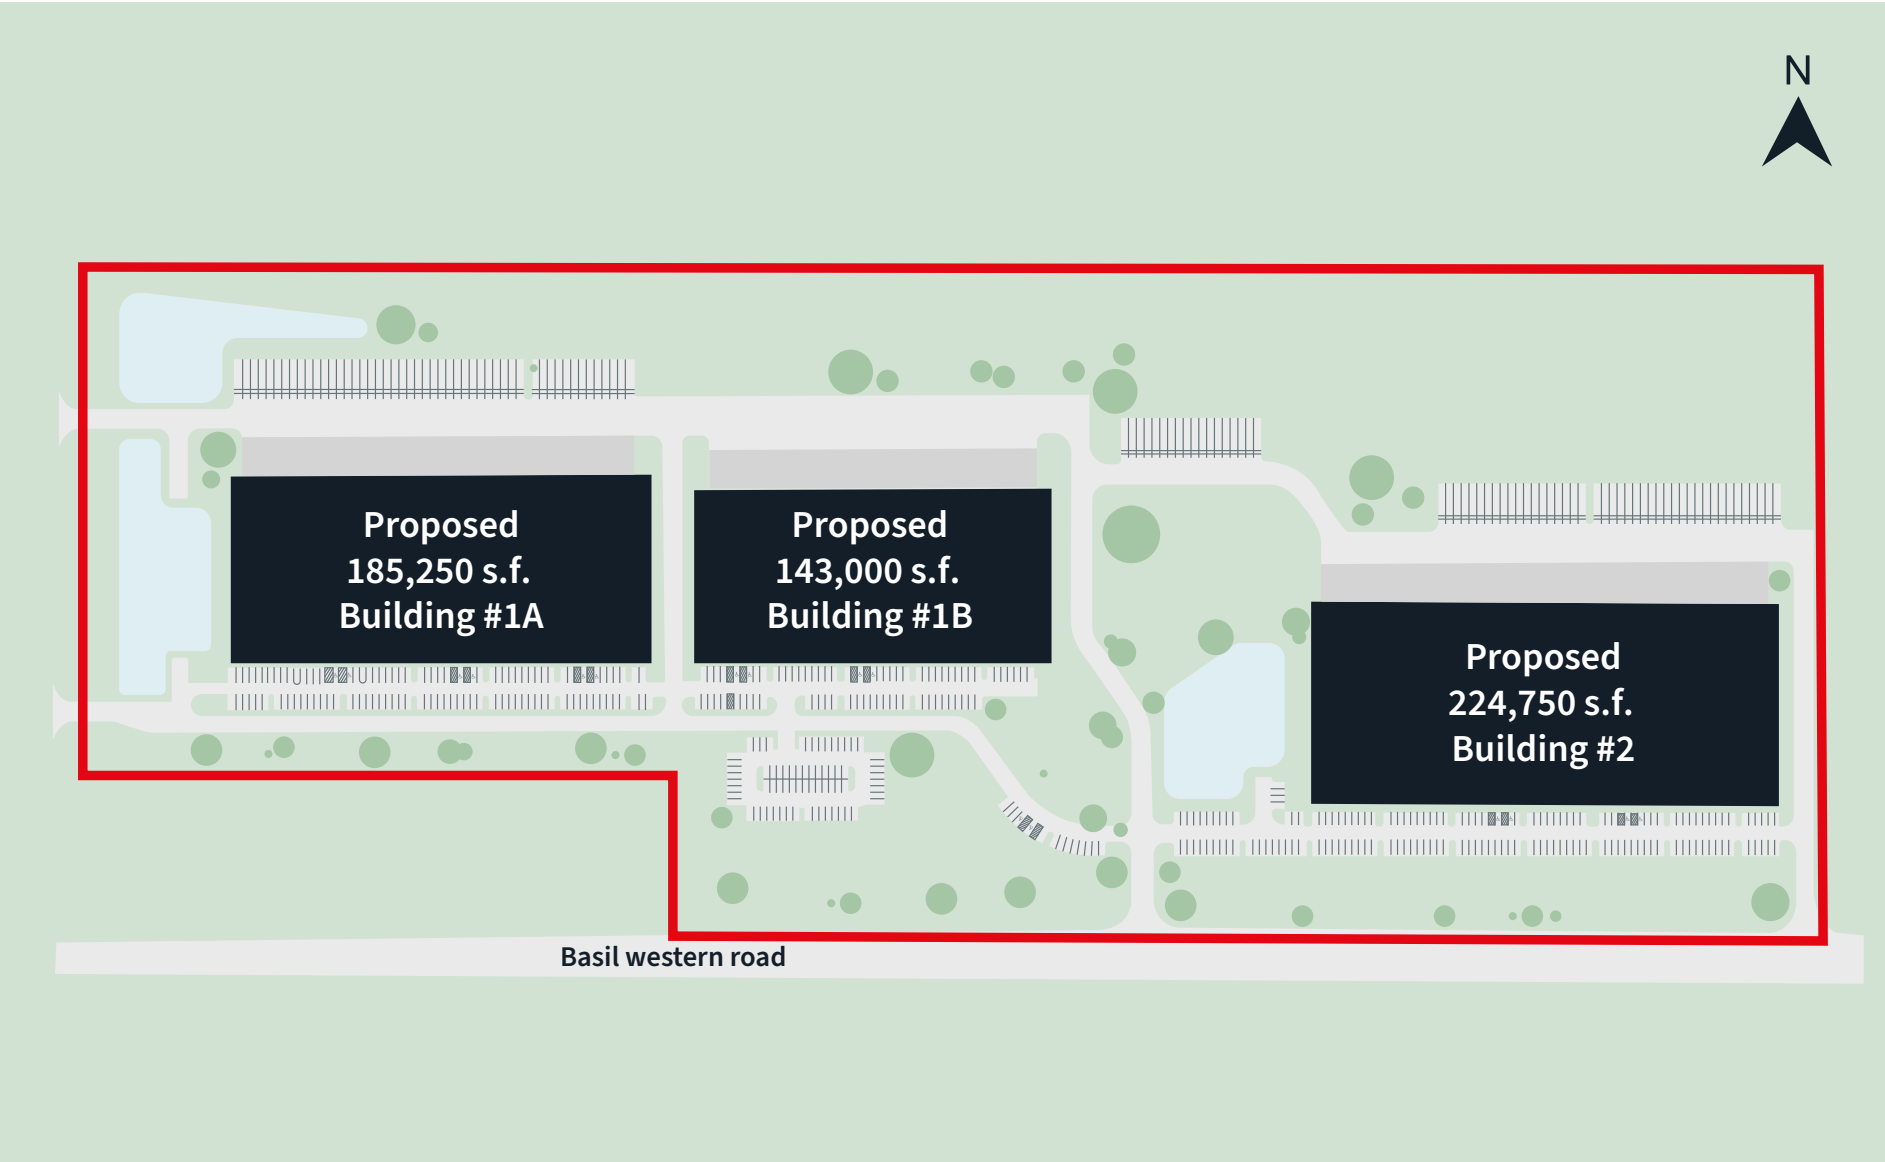 N
Proposed
185,250 s.f.
Building #1A
Proposed
143,000 s.f.
Building #1B
Proposed
224,750 s.f.
Building #2
Basil western road